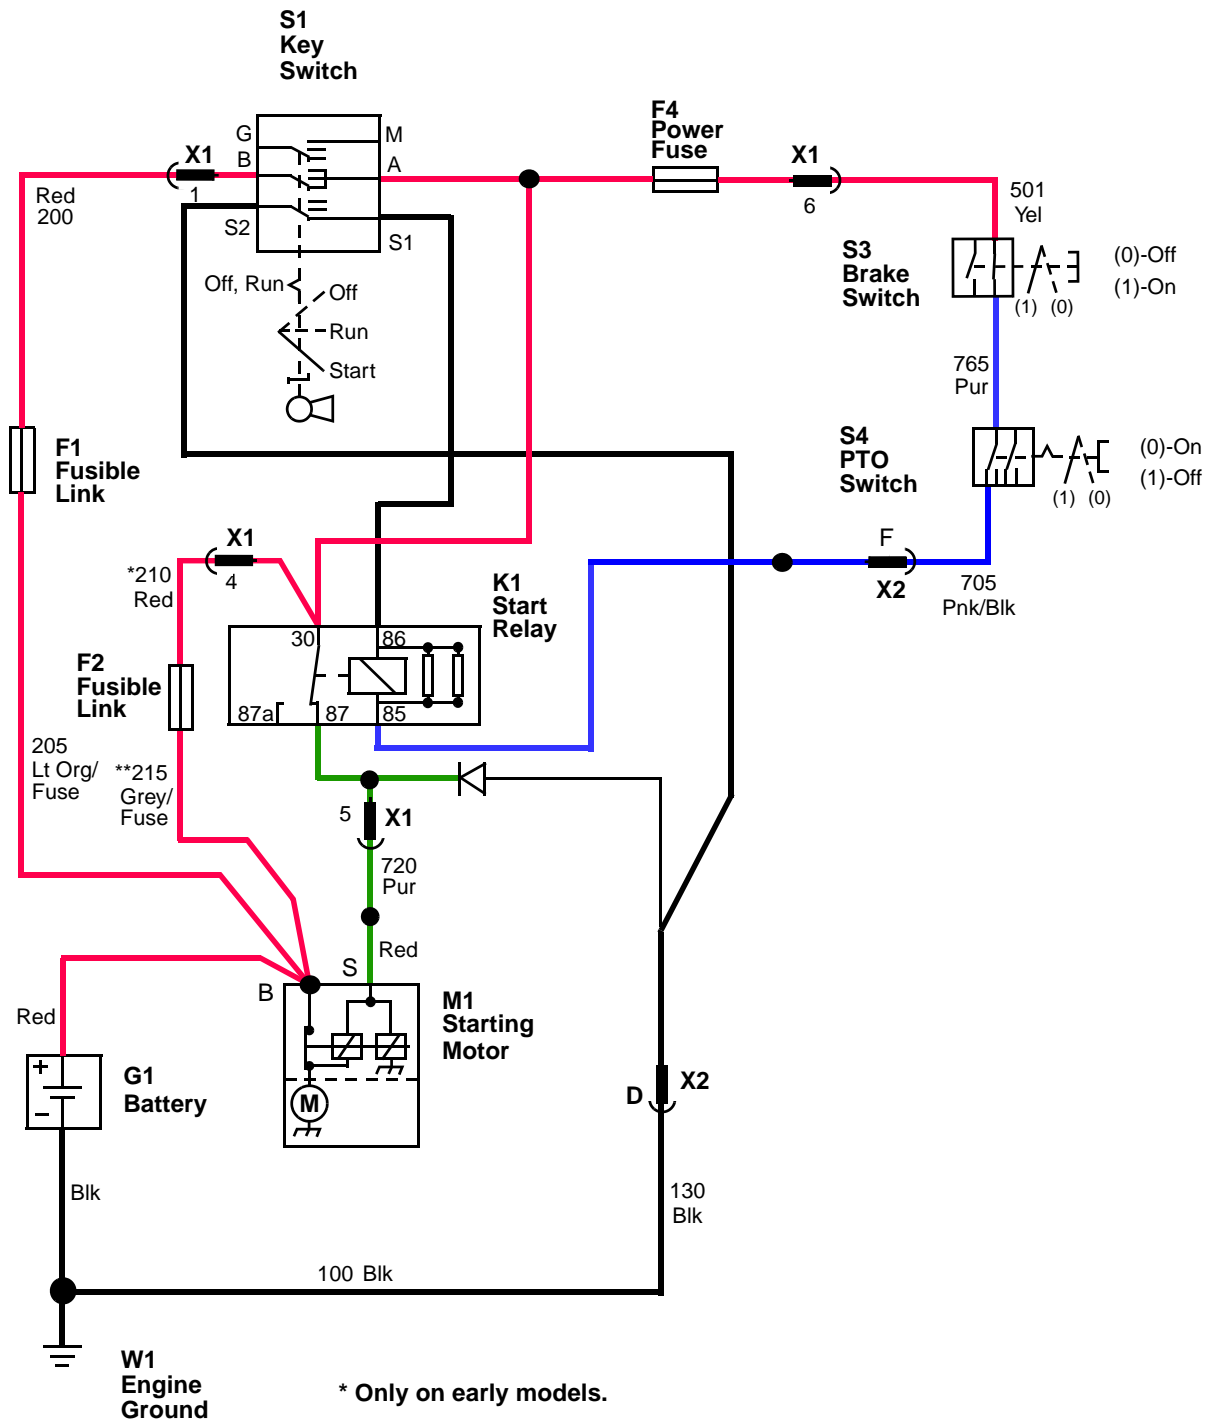 S1
Key
Switch
G
M
B
A
S2
S1
X1
1
Red
200
Off, Run
Off
Run
Start
F4
Power
Fuse
X1
6
501
Yel
S3
Brake
Switch
(0)-Off
(1)-On
(1) (0)
765
Pur
S4
PTO
Switch
(0)-On
(1)-Off
(1) (0)
F
X2
705
Pnk/Blk
F1
Fusible
Link
X1
4
*210
Red
K1
Start
Relay
30
86
87a
87
85
F2
Fusible
Link
205
Lt Org/
Fuse
**215
Grey/
Fuse
5
X1
720
Pur
Red
B
S
M1
Starting
Motor
M
Red
+
–
G1
Battery
Blk
D
X2
130
Blk
100 Blk
W1
Engine
Ground
* Only on early models.